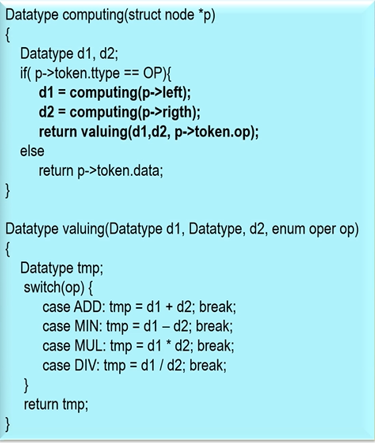 Datatype computing(struct node *p)
{
Datatype d1, d2;
if( p->token.ttype == OP){
d1 = computing(p->left);
d2 = computing(p->rigth);
return valuing(d1,d2, p->token.op);
else
return p->token.data;
}
Datatype valuing(Datatype d1, Datatype, d2, enum oper op)
{
Datatype tmp;
switch(op) {
case ADD: tmp = d1 + d2; break;
case MIN: tmp = d1 – d2; break;
case MUL: tmp = d1 * d2; break;
case DIV: tmp = d1 / d2; break;
}
return tmp;
}